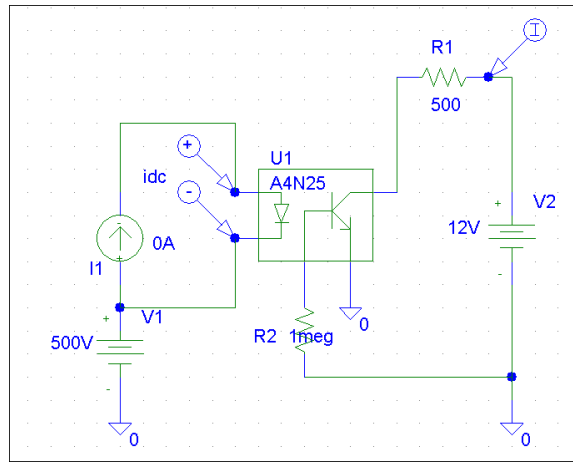 I
R1
500
+
U1
A4N25
idc
-
+
V2
12V
-
-
0A
+
I1
V1
+
500V
-
R2
1meg
0
-
0
0